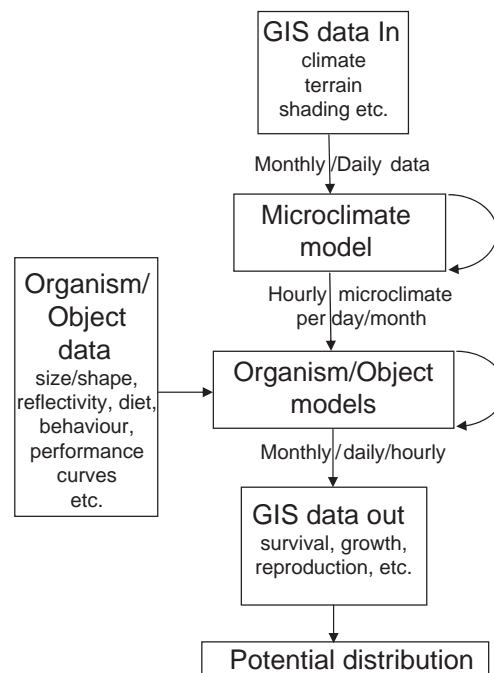 GIS data In
climate
terrain
shading etc.
Monthly/Daily data
Microclimate
model
Hourly microclimate
per day/month
Organism/
Object
data
size/shape,
reflectivity, diet,
behaviour,
performance
curves
etc.
Organism/Object
models
Monthly/daily/hourly
GIS data out
survival, growth,
reproduction, etc.
Potential distribution